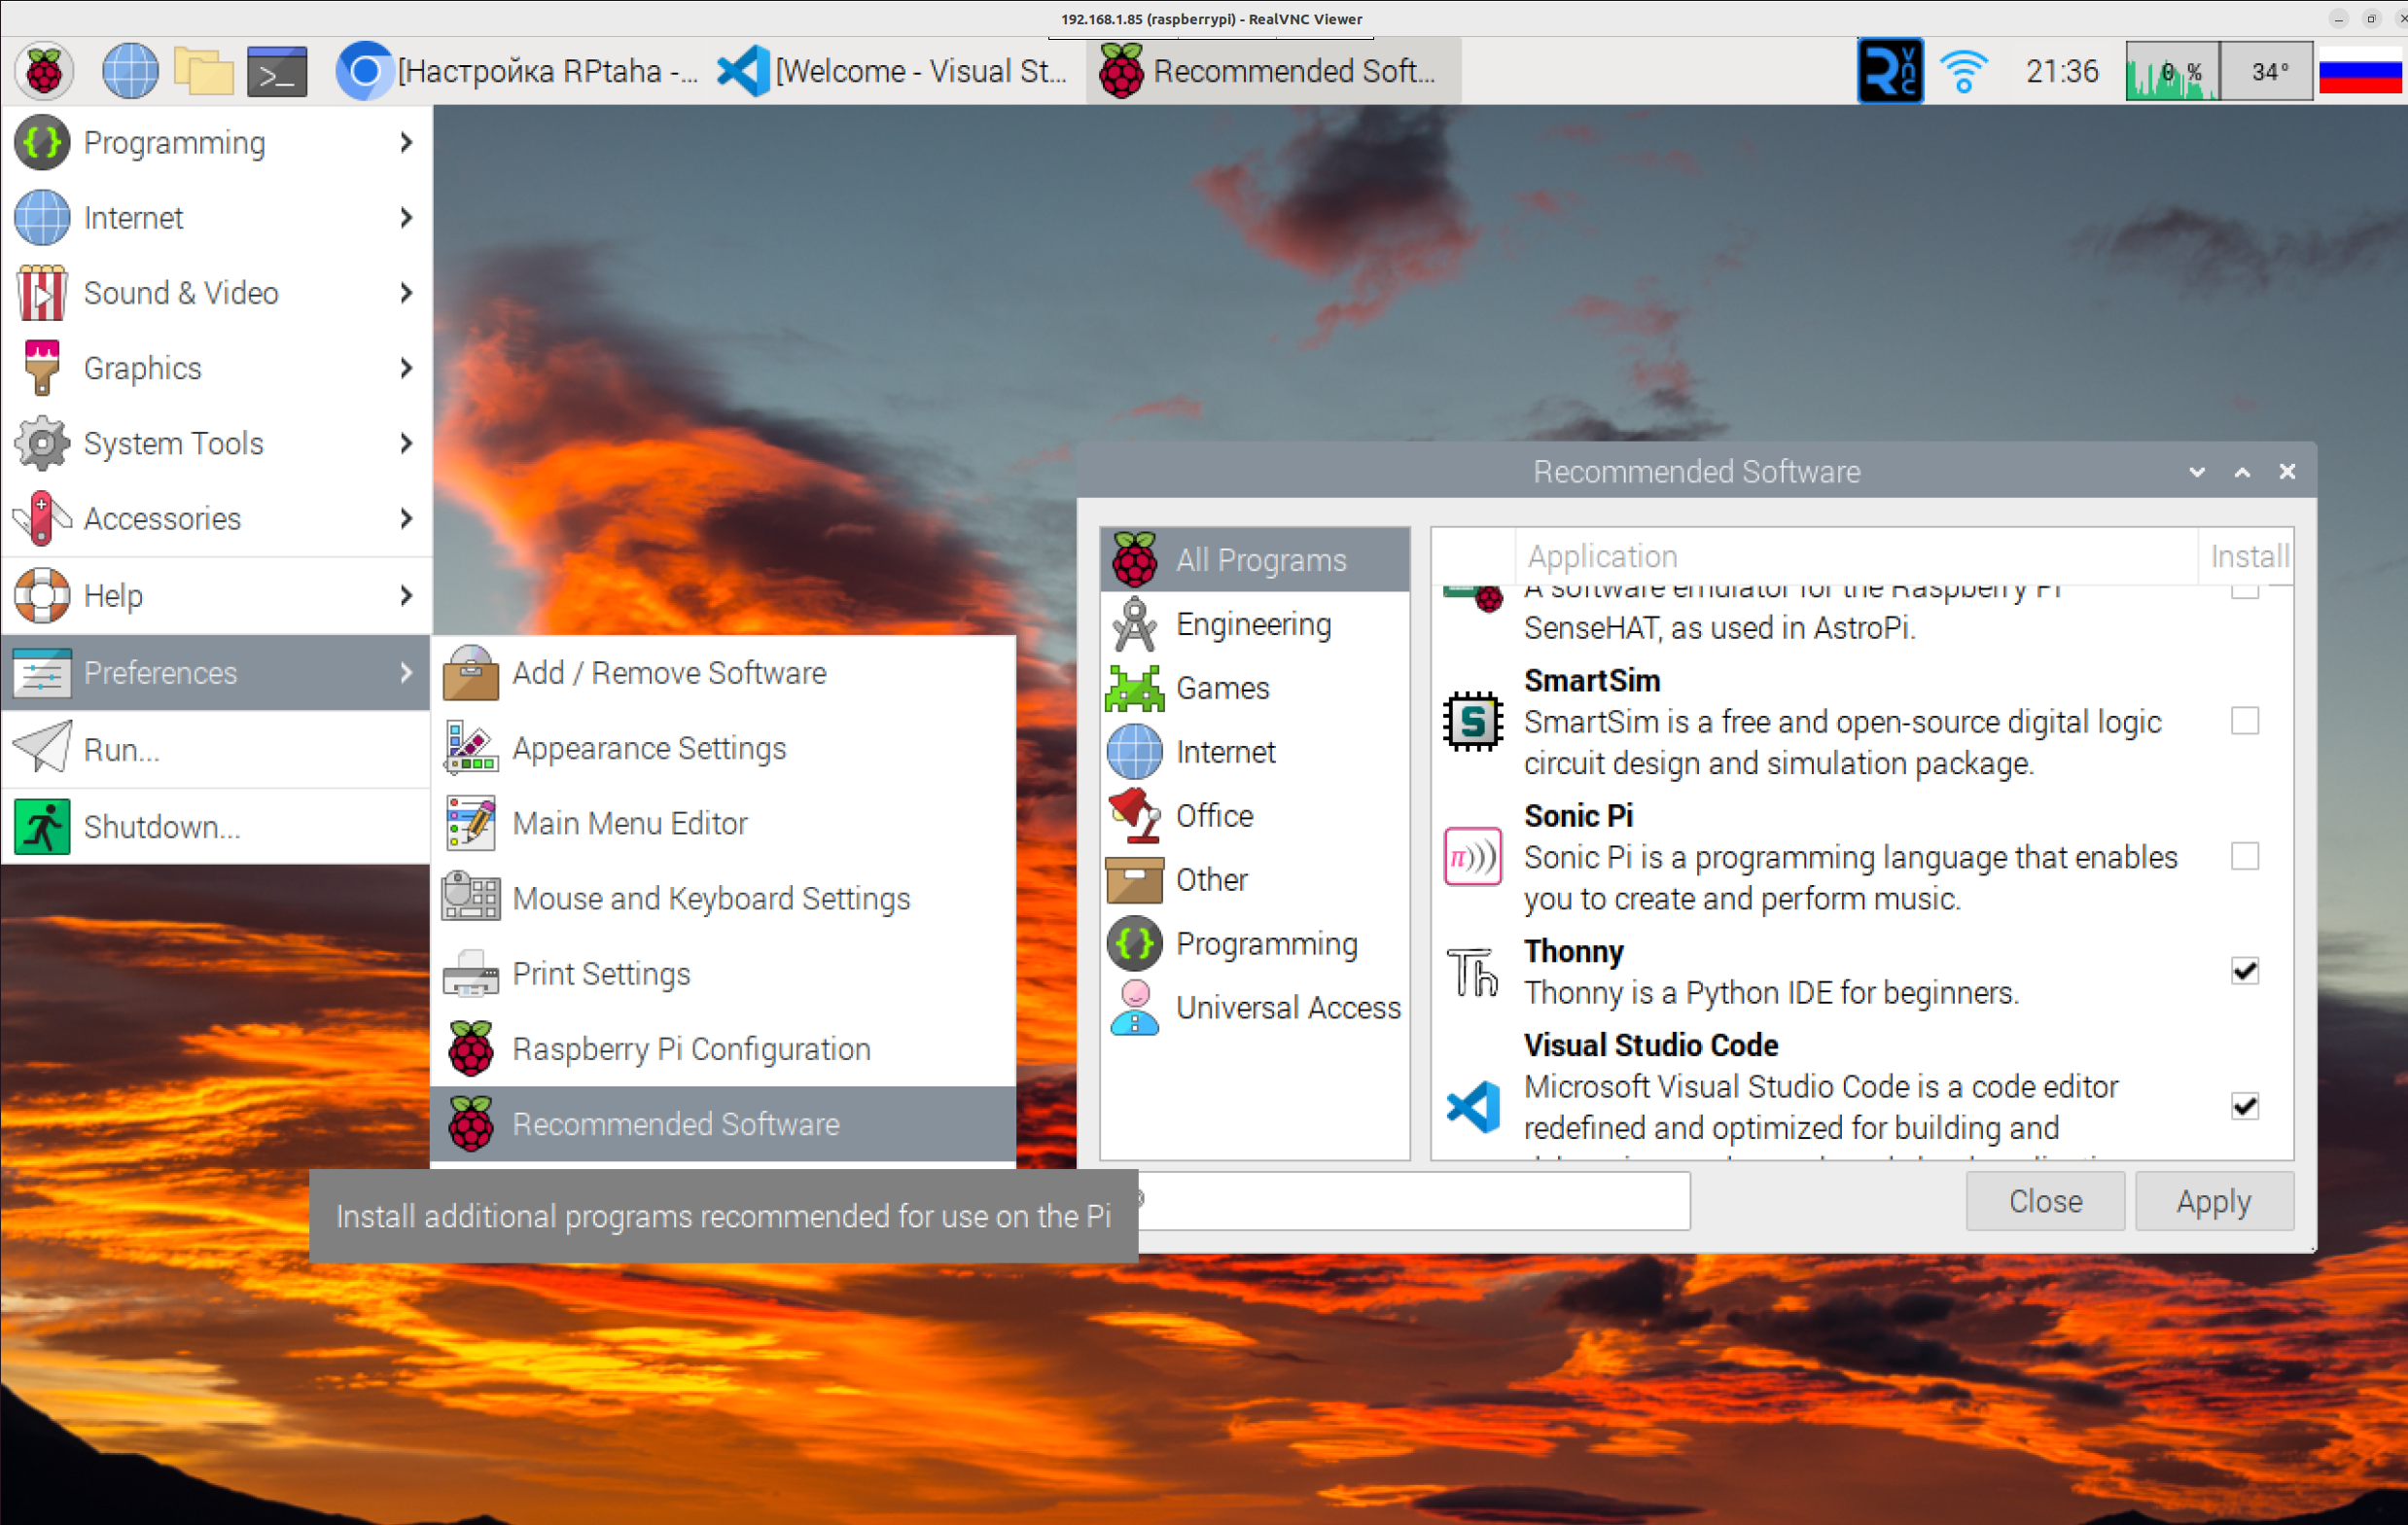 192.168.1.85 (raspberrypi) - RealVNC Viewer
[Настройка RPtaha -...
[Welcome - Visual St...
Recommended Soft...
VNC
21:36
0 %
34°
Programming
Internet
Sound & Video
Graphics
System Tools
Accessories
Help
Preferences
Run...
Shutdown...
Add / Remove Software
Appearance Settings
Main Menu Editor
Mouse and Keyboard Settings
Print Settings
Raspberry Pi Configuration
Recommended Software
Install additional programs recommended for use on the Pi
Recommended Software
All Programs
Engineering
Games
Internet
Office
Other
Programming
Universal Access
Application
Install
A software emulator for the Raspberry Pi
SenseHAT, as used in AstroPi.
SmartSim
SmartSim is a free and open-source digital logic
circuit design and simulation package.
Sonic Pi
Sonic Pi is a programming language that enables
you to create and perform music.
Thonny
Thonny is a Python IDE for beginners.
Visual Studio Code
Microsoft Visual Studio Code is a code editor
redefined and optimized for building and
Close
Apply